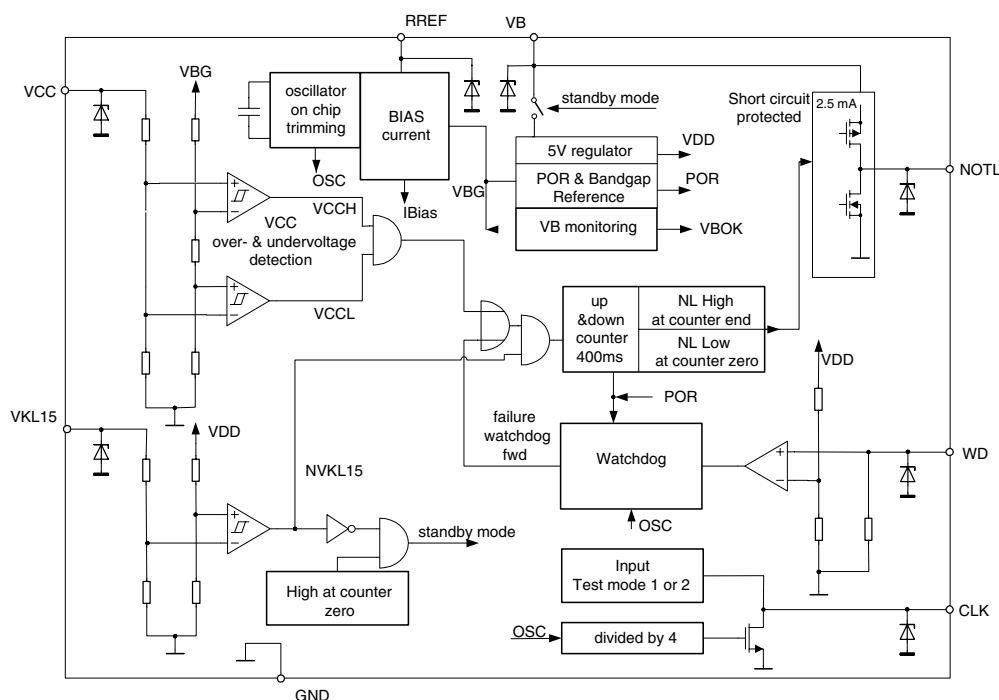 RREF
VB
VCC
VBG
oscillator
on chip
trimming
BIAS
current
standby mode
Short circuit
protected
2.5 mA
5V regulator
VDD
POR & Bandgap
Reference
POR
NOTL
OSC
VBG
IBias
VB monitoring
VBOK
+
−
VCCH
VCC
over- & undervoltage
detection
+
−
VCCL
up
&down
counter
400ms
NL High
at counter end
NL Low
at counter zero
VDD
POR
VKL15
VDD
failure
watchdog
fwd
Watchdog
+
−
WD
NVKL15
+
−
standby mode
OSC
High at counter
zero
Input
Test mode 1 or 2
CLK
OSC
divided by 4
GND